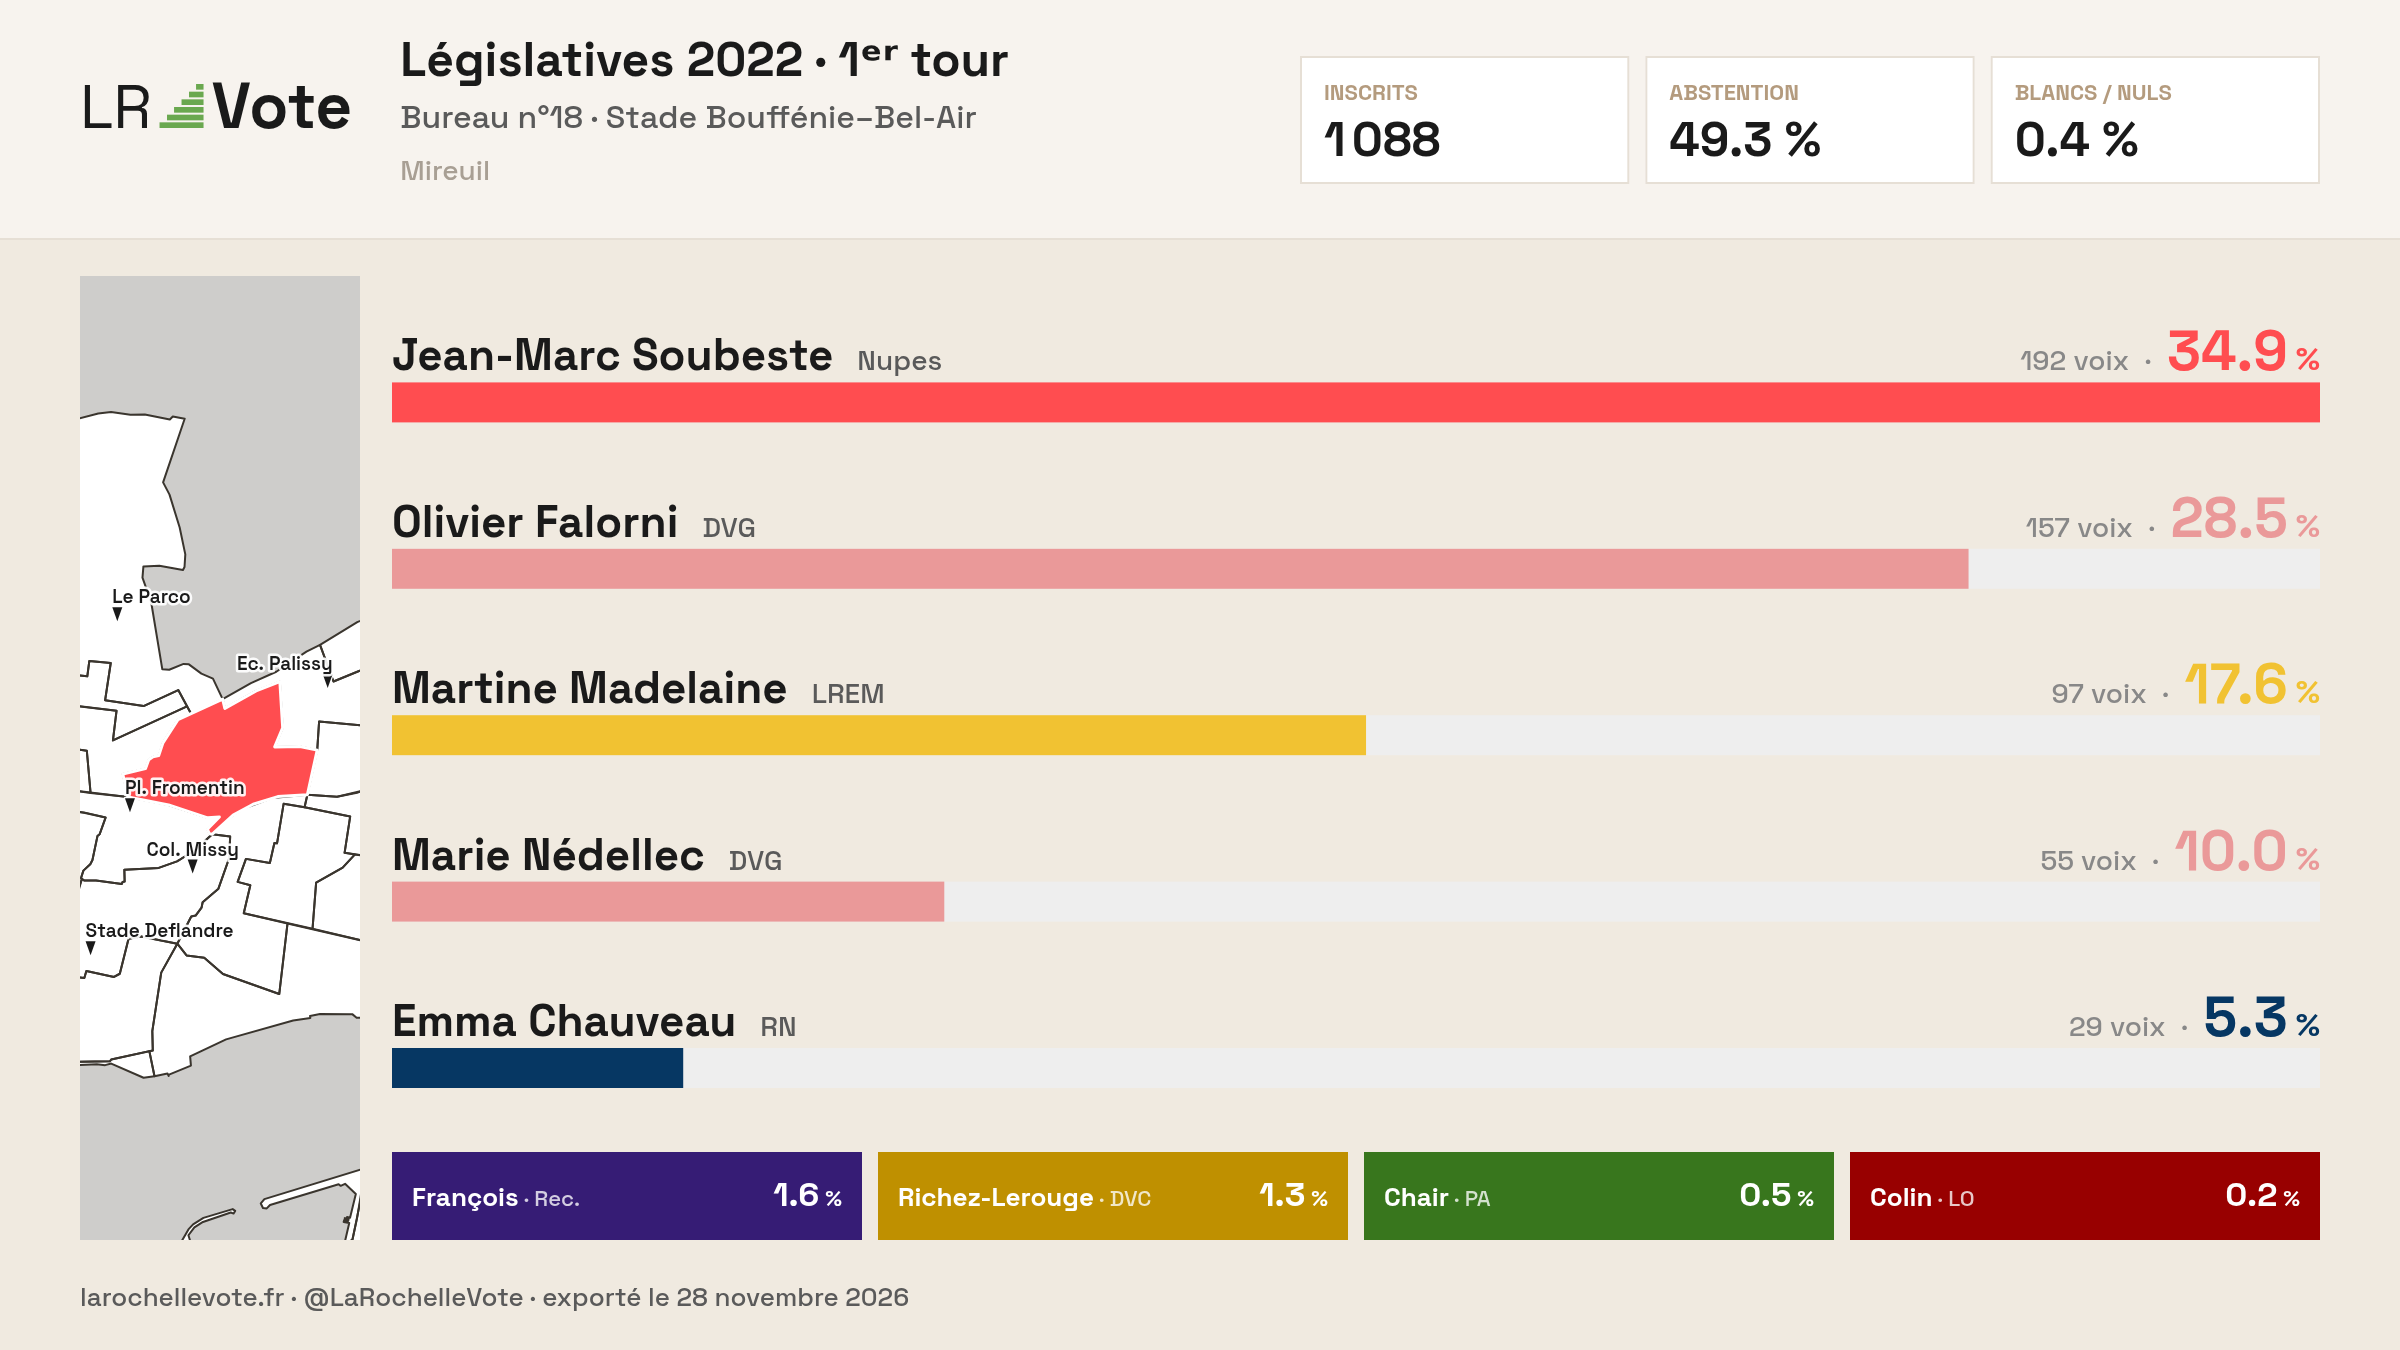 LR Vote
Législatives 2022 · 1er tour
Bureau n°18 · Stade Bouffénie–Bel-Air
Mireuil
INSCRITS
1 088
ABSTENTION
49.3 %
BLANCS / NULS
0.4 %
Le Parco
Ec. Palissy
Pl. Fromentin
Col. Missy
Stade Deflandre
Jean-Marc Soubeste Nupes 192 voix · 34.9 %
Olivier Falorni DVG 157 voix · 28.5 %
Martine Madelaine LREM 97 voix · 17.6 %
Marie Nédellec DVG 55 voix · 10.0 %
Emma Chauveau RN 29 voix · 5.3 %
François · Rec. 1.6 %
Richez-Lerouge · DVC 1.3 %
Chair · PA 0.5 %
Colin · LO 0.2 %
larochellevote.fr · @LaRochelleVote · exporté le 28 novembre 2026